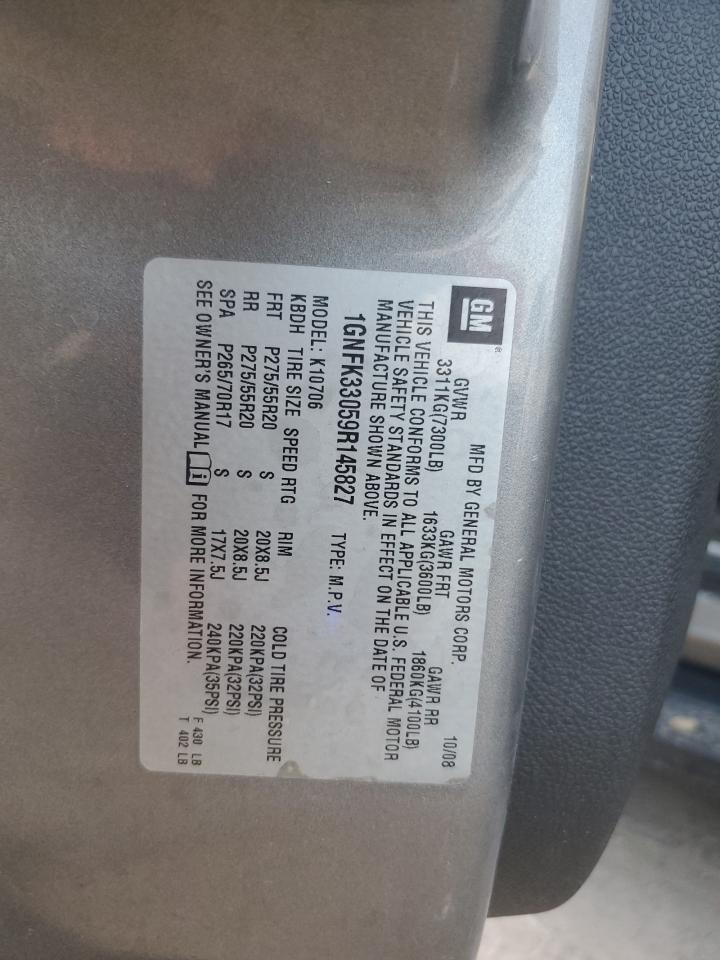 GM ®
MFD BY GENERAL MOTORS CORP. 10/08
GVWR GAWR FRT GAWR RR
3311KG(7300LB) 1633KG(3600LB) 1860KG(4100LB)
THIS VEHICLE CONFORMS TO ALL APPLICABLE U.S. FEDERAL MOTOR
VEHICLE SAFETY STANDARDS IN EFFECT ON THE DATE OF
MANUFACTURE SHOWN ABOVE.
1GNFK33059R145827 TYPE: M.P.V.
MODEL: K10706
KBDH TIRE SIZE SPEED RTG RIM COLD TIRE PRESSURE
FRT P275/55R20 S 20X8.5J 220KPA(32PSI)
RR P275/55R20 S 20X8.5J 220KPA(32PSI)
SPA P265/70R17 S 17X7.5J 240KPA(35PSI)
SEE OWNER'S MANUAL i FOR MORE INFORMATION.
F 430 LB
T 402 LB